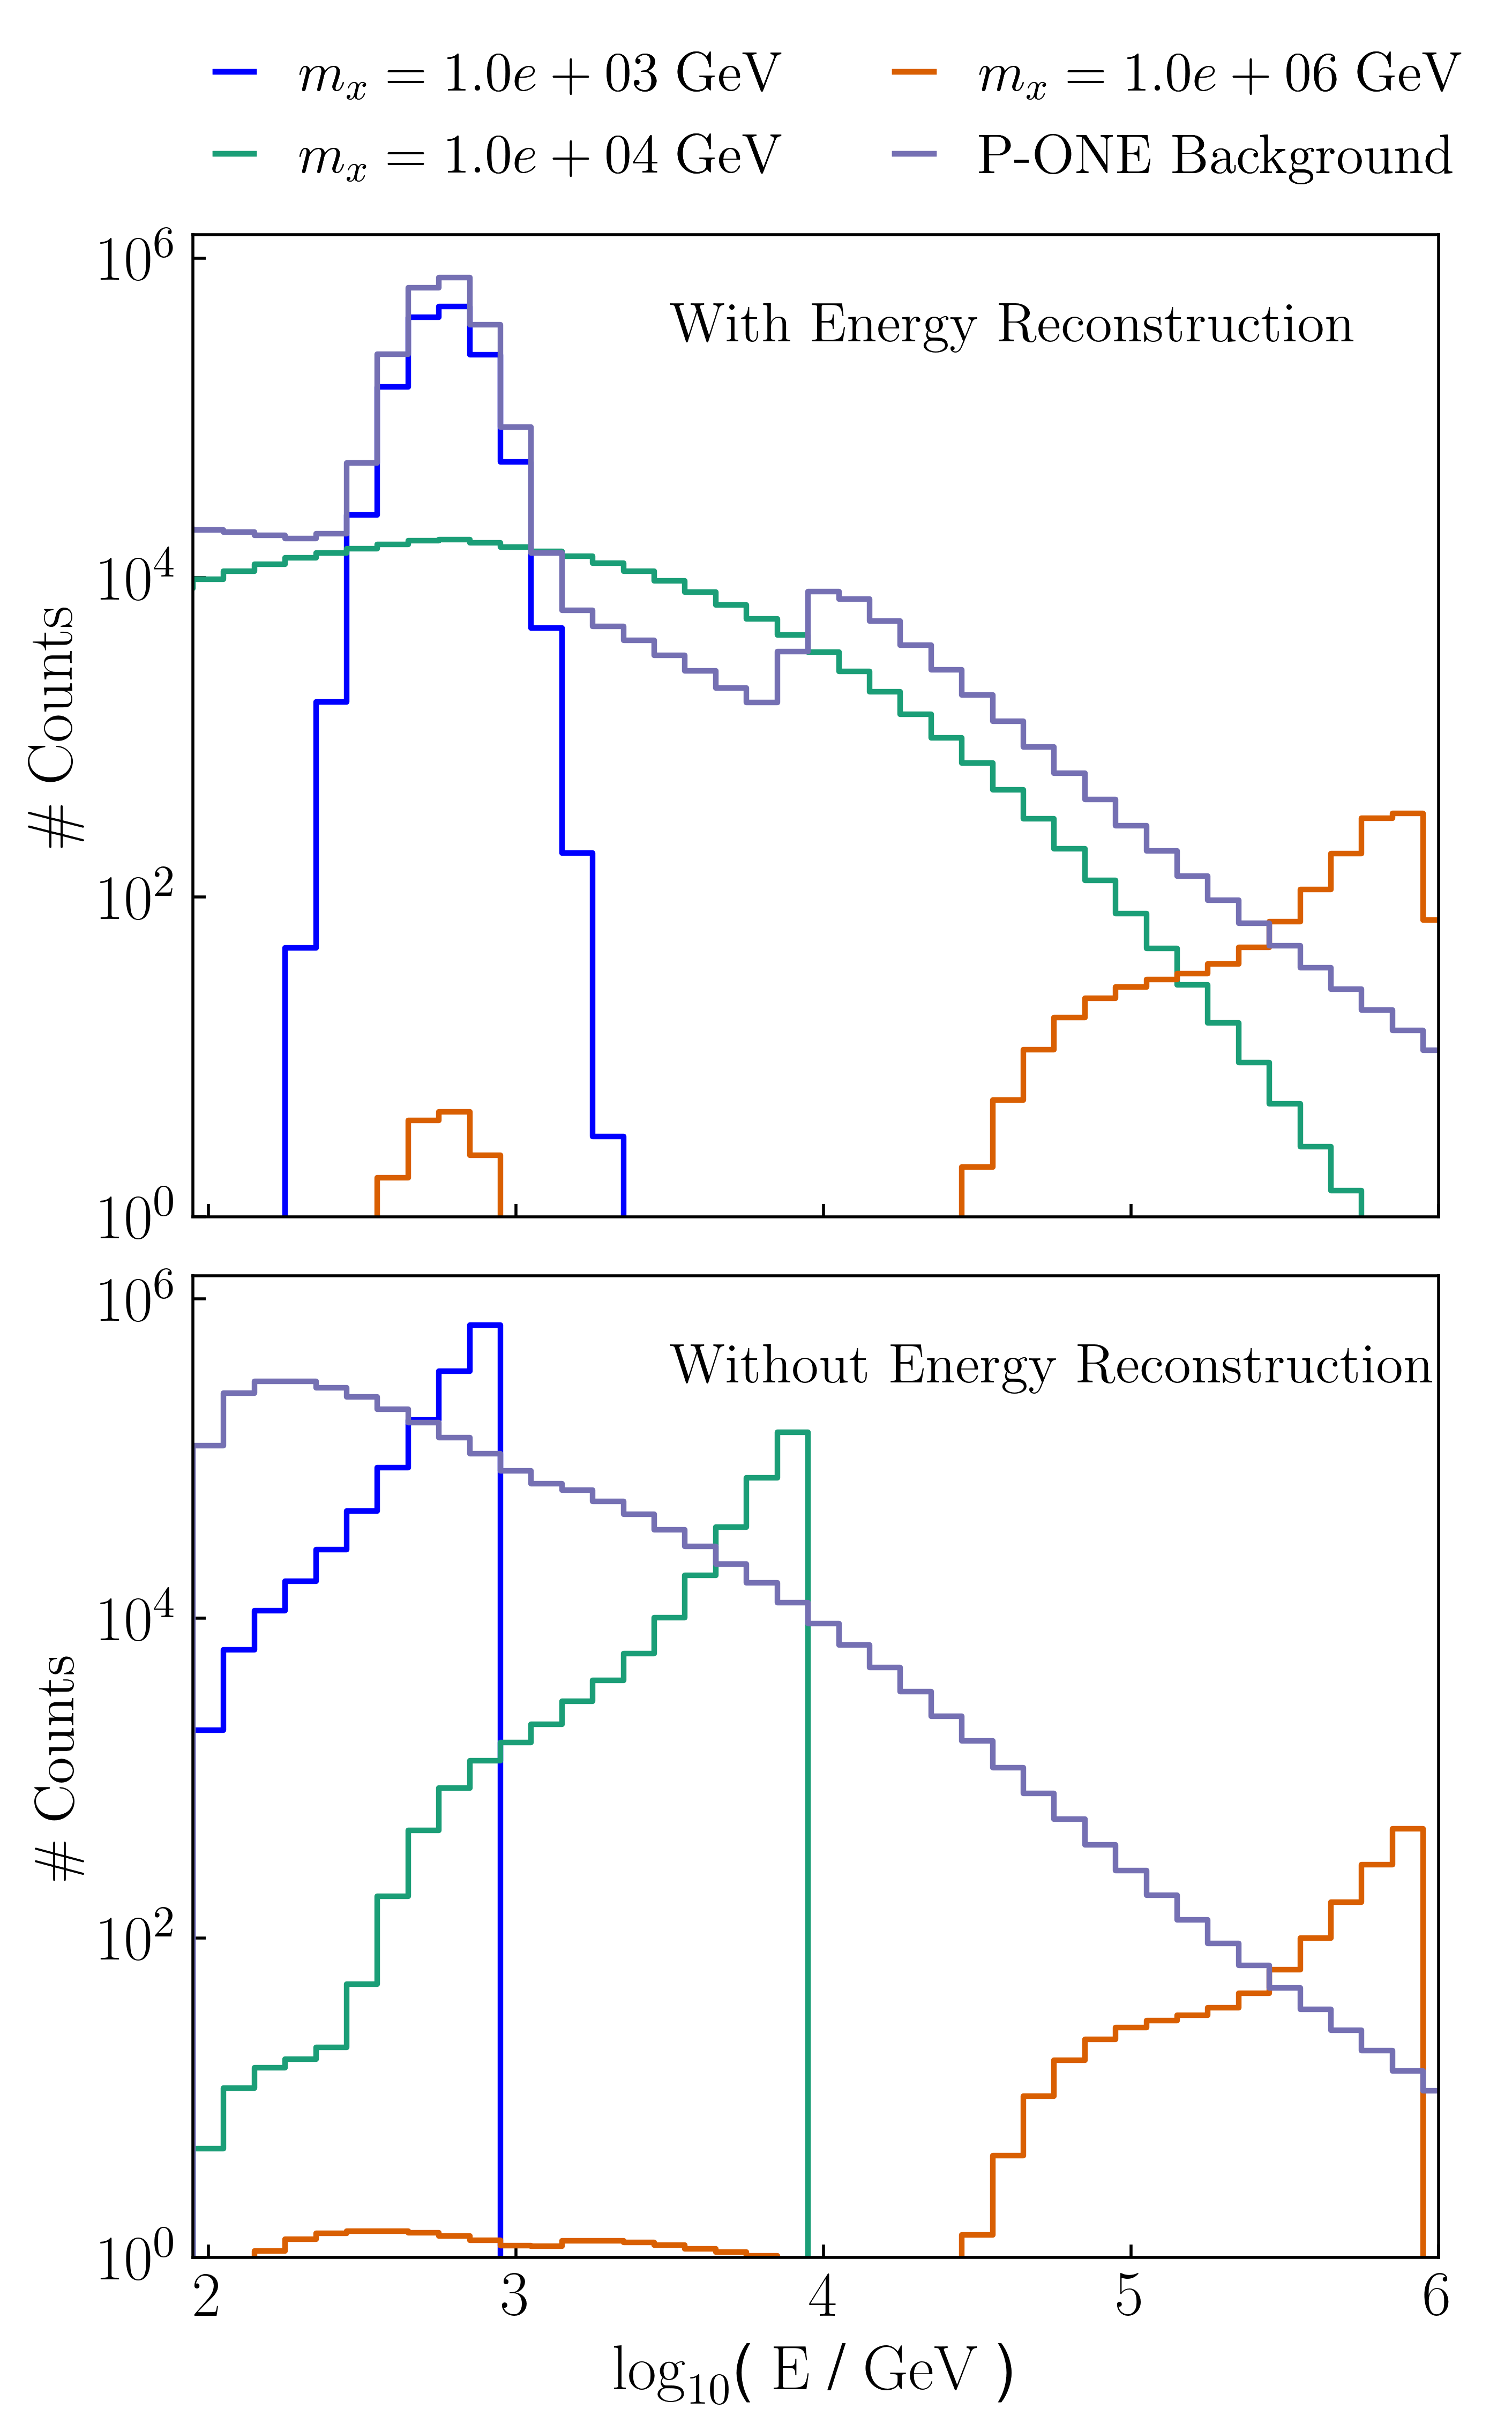 m_x = 1.0e + 03 GeV
m_x = 1.0e + 04 GeV
m_x = 1.0e + 06 GeV
P-ONE Background
With Energy Reconstruction
10^6
10^4
10^2
10^0
# Counts
Without Energy Reconstruction
10^6
10^4
10^2
10^0
# Counts
2 3 4 5 6
log_10( E / GeV )